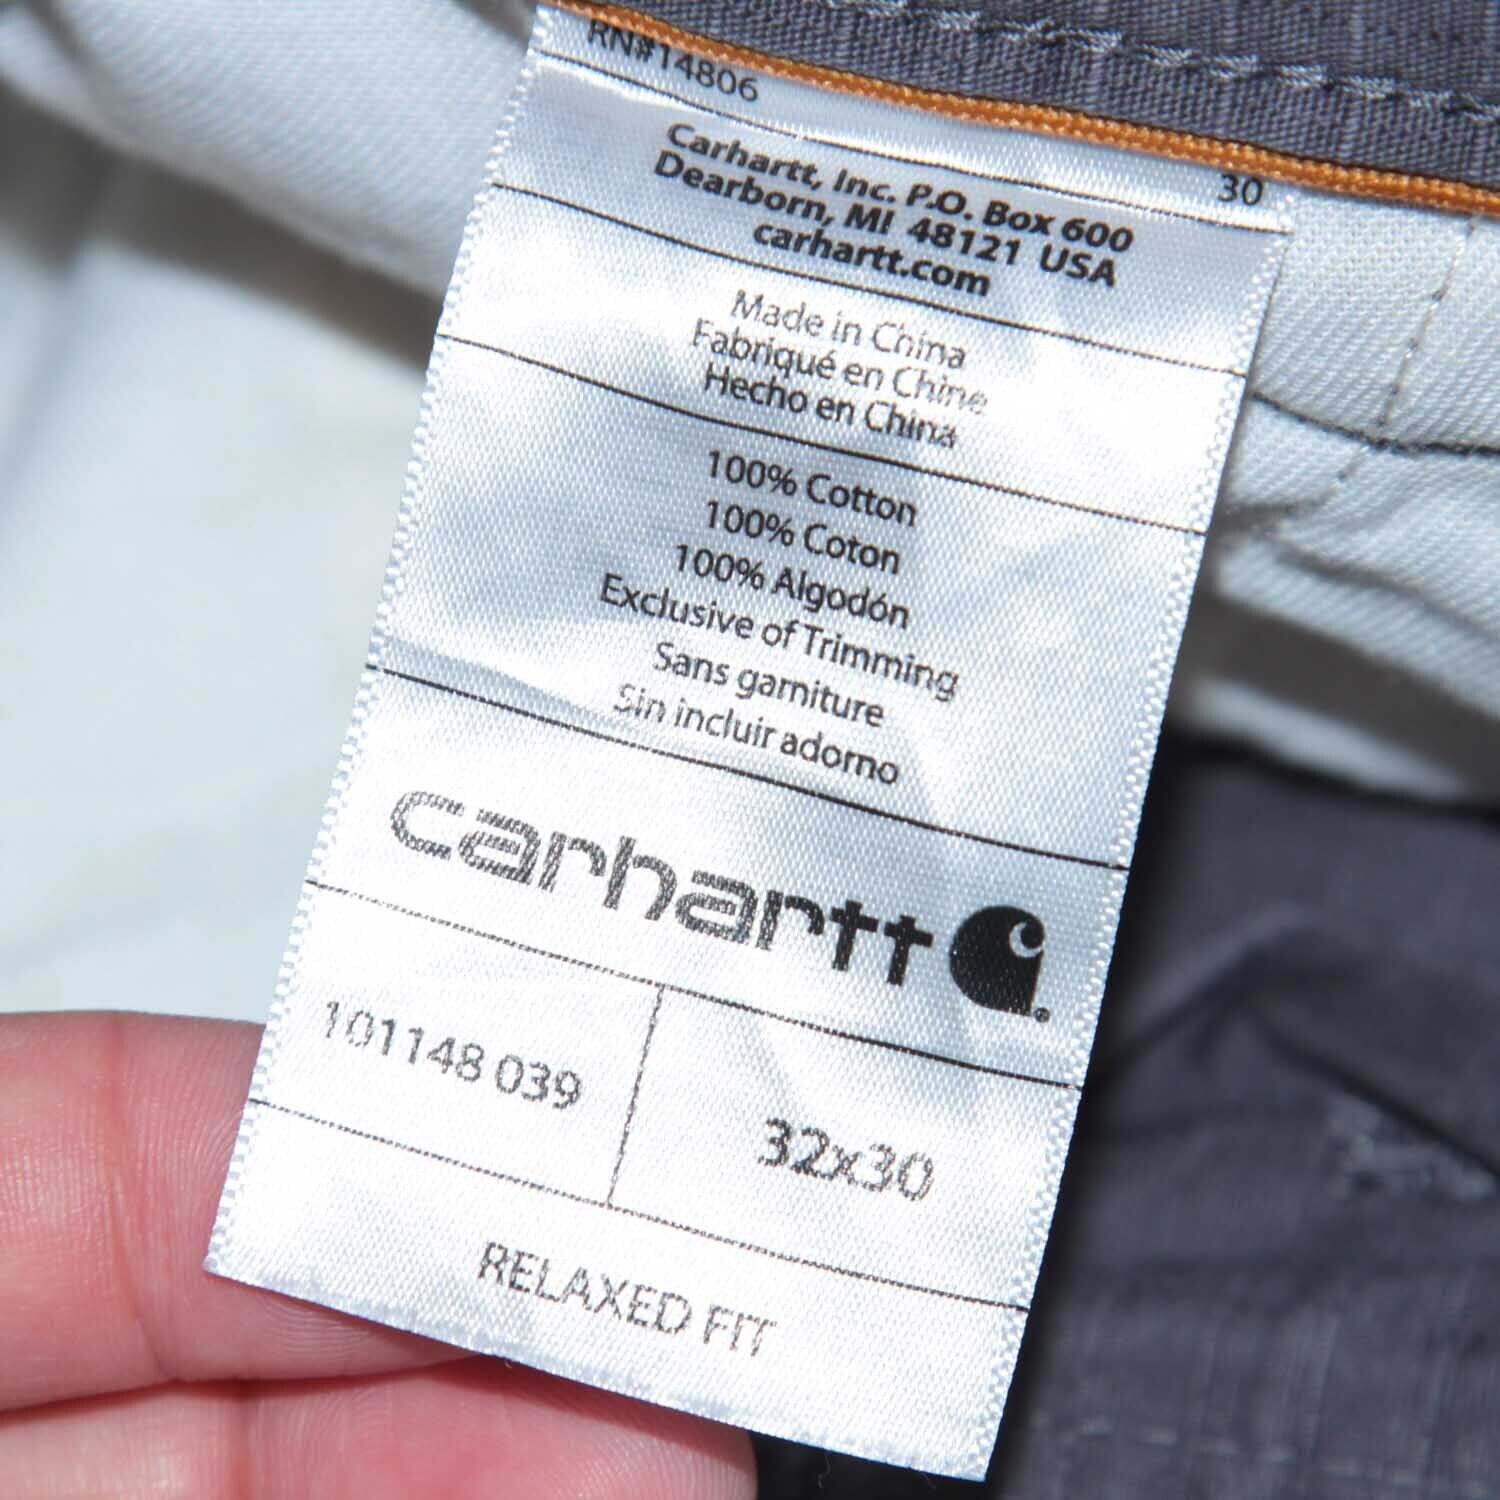 RN#14806
30
Carhartt, Inc. P.O. Box 600
Dearborn, MI 48121 USA
carhartt.com
Made in China
Fabriqué en Chine
Hecho en China
100% Cotton
100% Coton
100% Algodón
Exclusive of Trimming
Sans garniture
Sin incluir adorno
carhartt
101148 039
32x30
RELAXED FIT